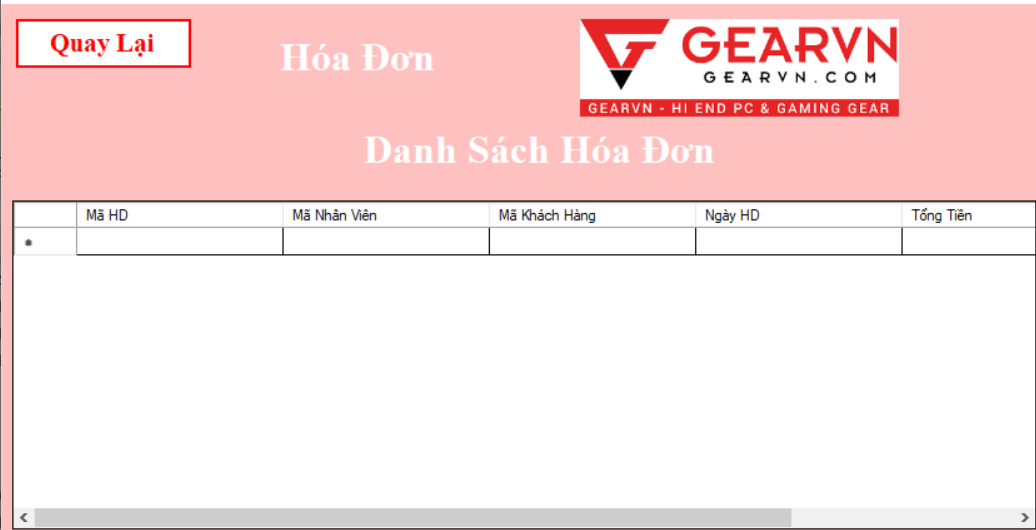 Quay Lại
Hóa Đơn
GEARVN
GEARVN.COM
GEARVN - HI END PC & GAMING GEAR
Danh Sách Hóa Đơn
Mã HD Mã Nhân Viên Mã Khách Hàng Ngày HD Tổng Tiền